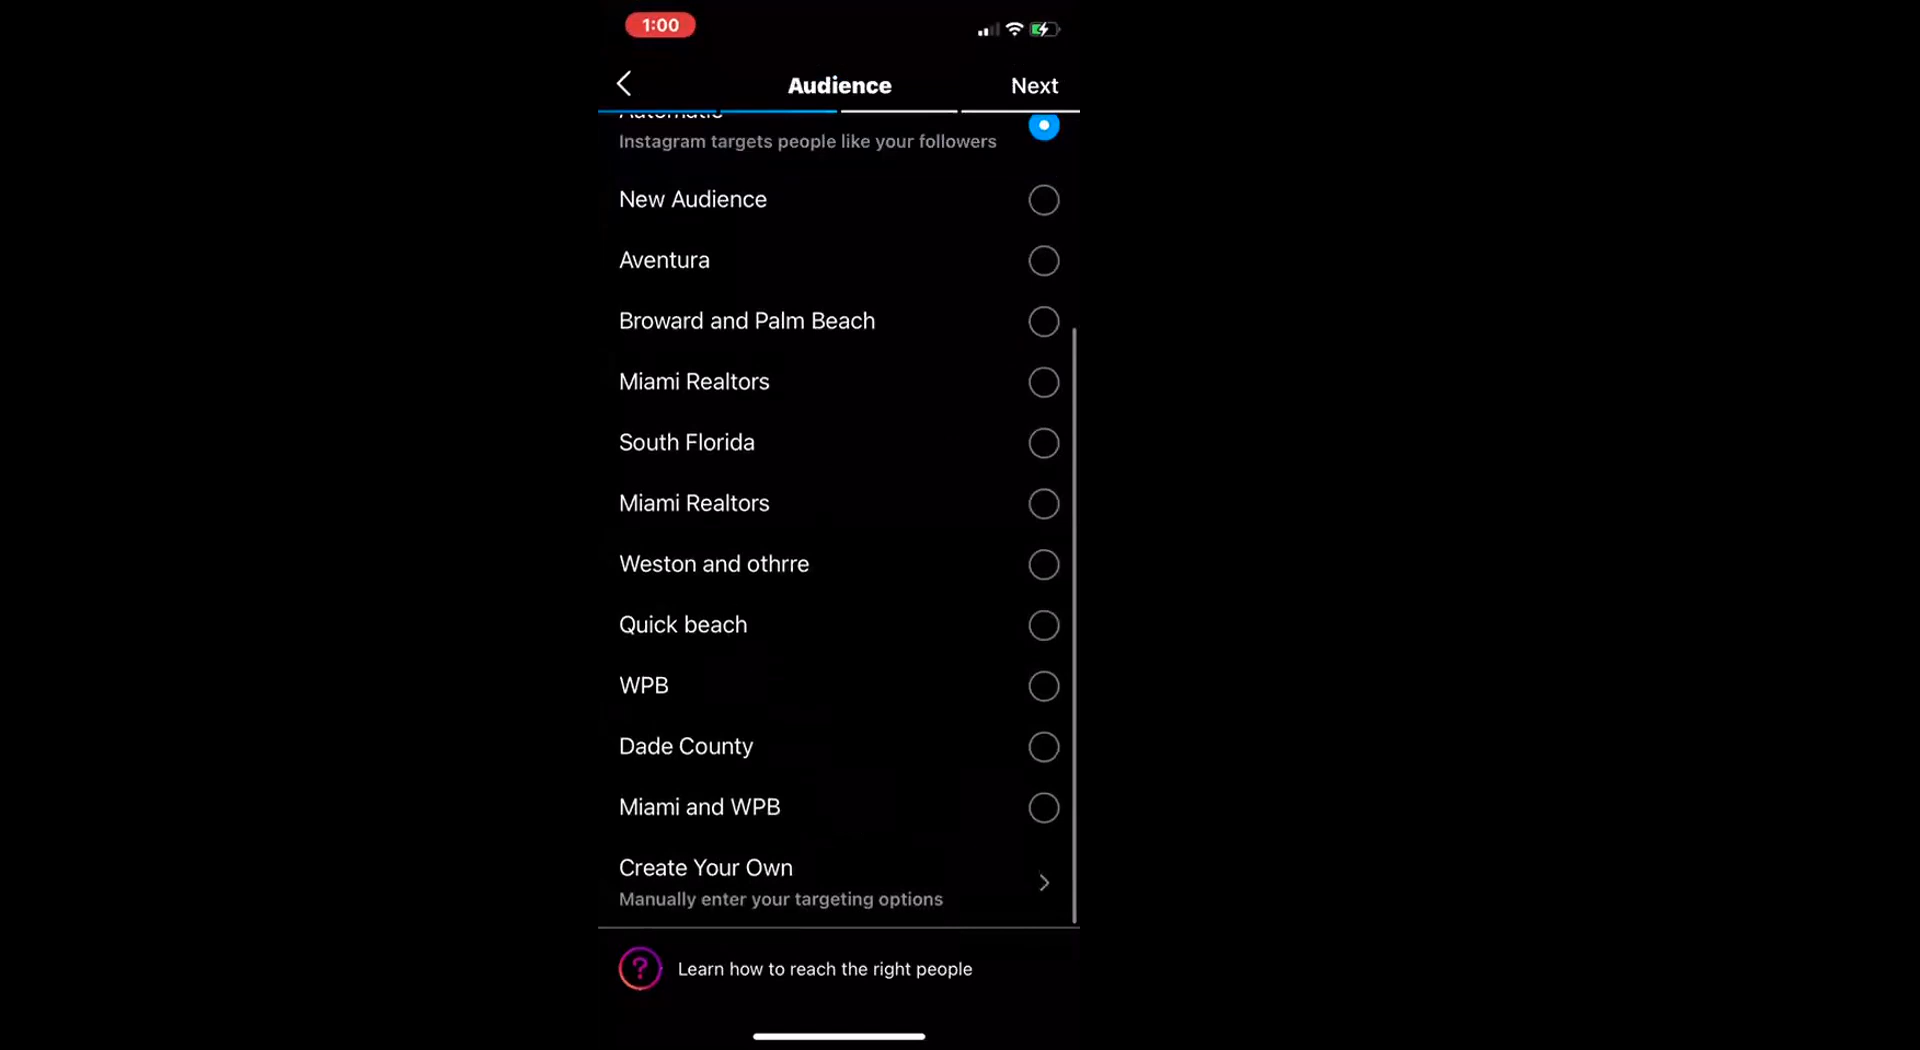 1:00
Audience
Next
Automatic
Instagram targets people like your followers
New Audience
Aventura
Broward and Palm Beach
Miami Realtors
South Florida
Miami Realtors
Weston and othrre
Quick beach
WPB
Dade County
Miami and WPB
Create Your Own
Manually enter your targeting options
?
Learn how to reach the right people